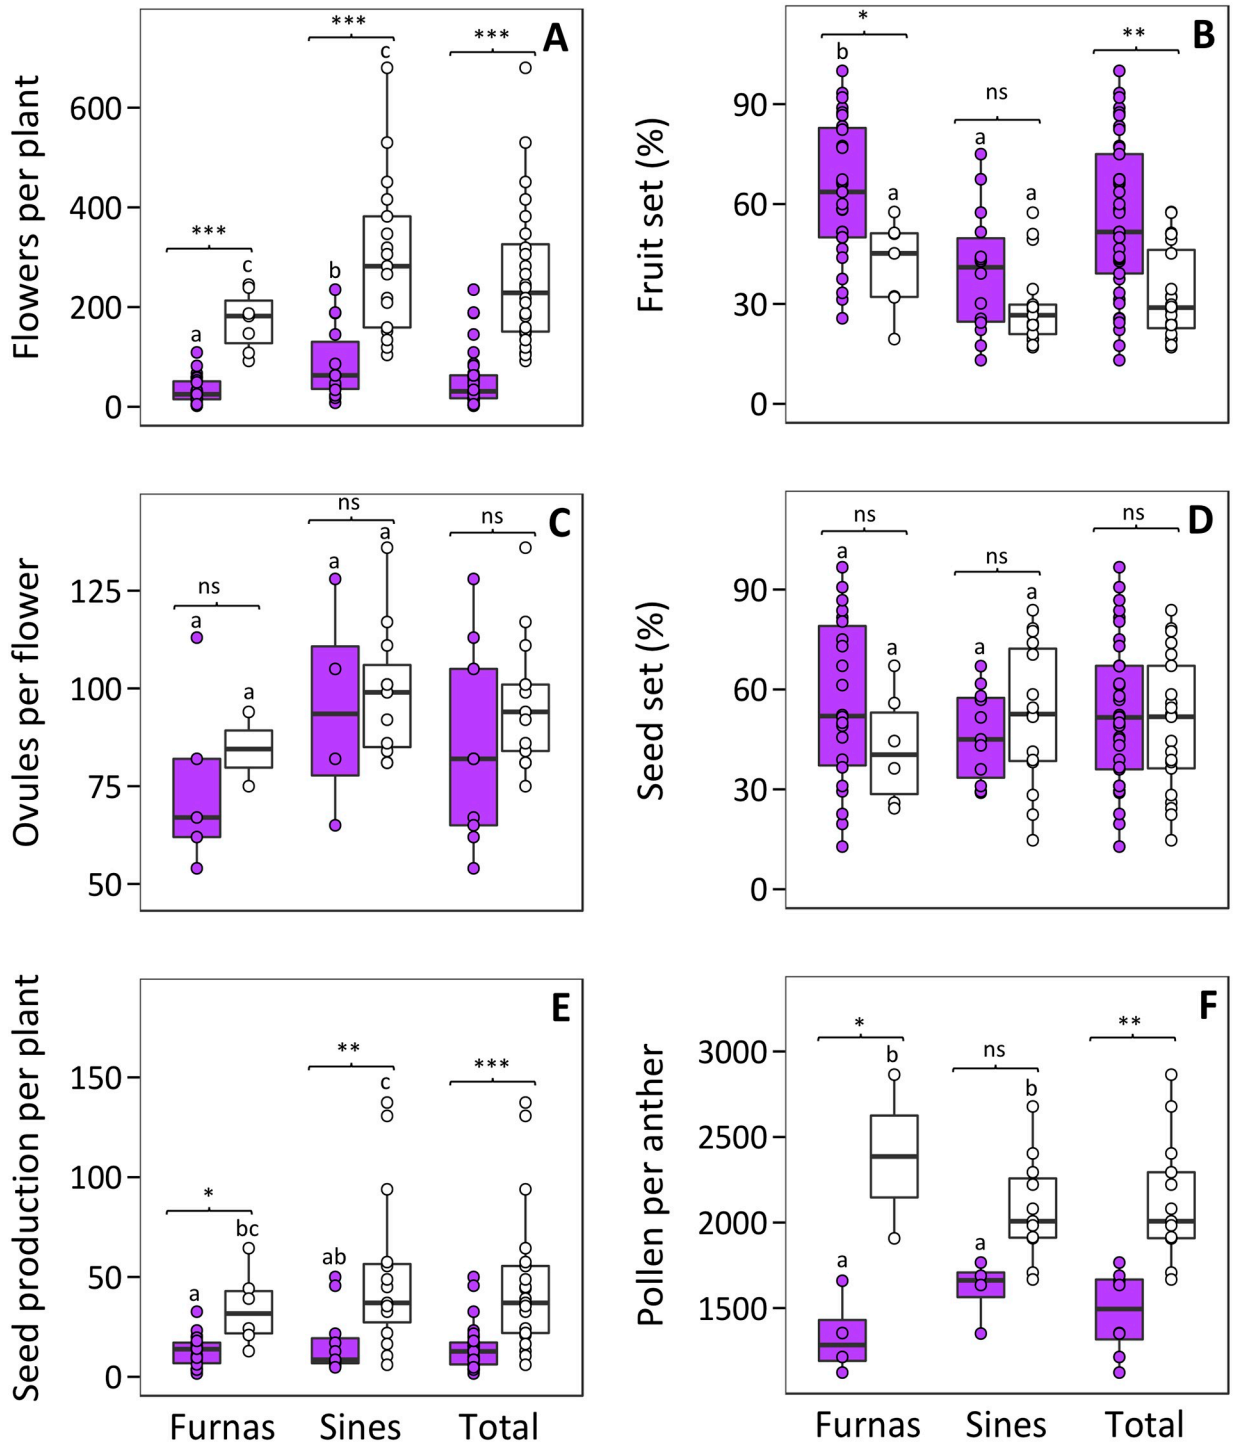 A
Flowers per plant
600
400
200
0
***
***
***
a
c
b
c
B
Fruit set (%)
90
60
30
0
*
ns
**
b
a
a
a
C
Ovules per flower
125
100
75
50
ns
ns
ns
a
a
a
a
D
Seed set (%)
90
60
30
0
ns
ns
ns
a
a
a
a
E
Seed production per plant
150
100
50
0
*
**
***
a
bc
ab
c
Furnas Sines Total
F
Pollen per anther
3000
2500
2000
1500
*
ns
**
a
b
a
b
Furnas Sines Total